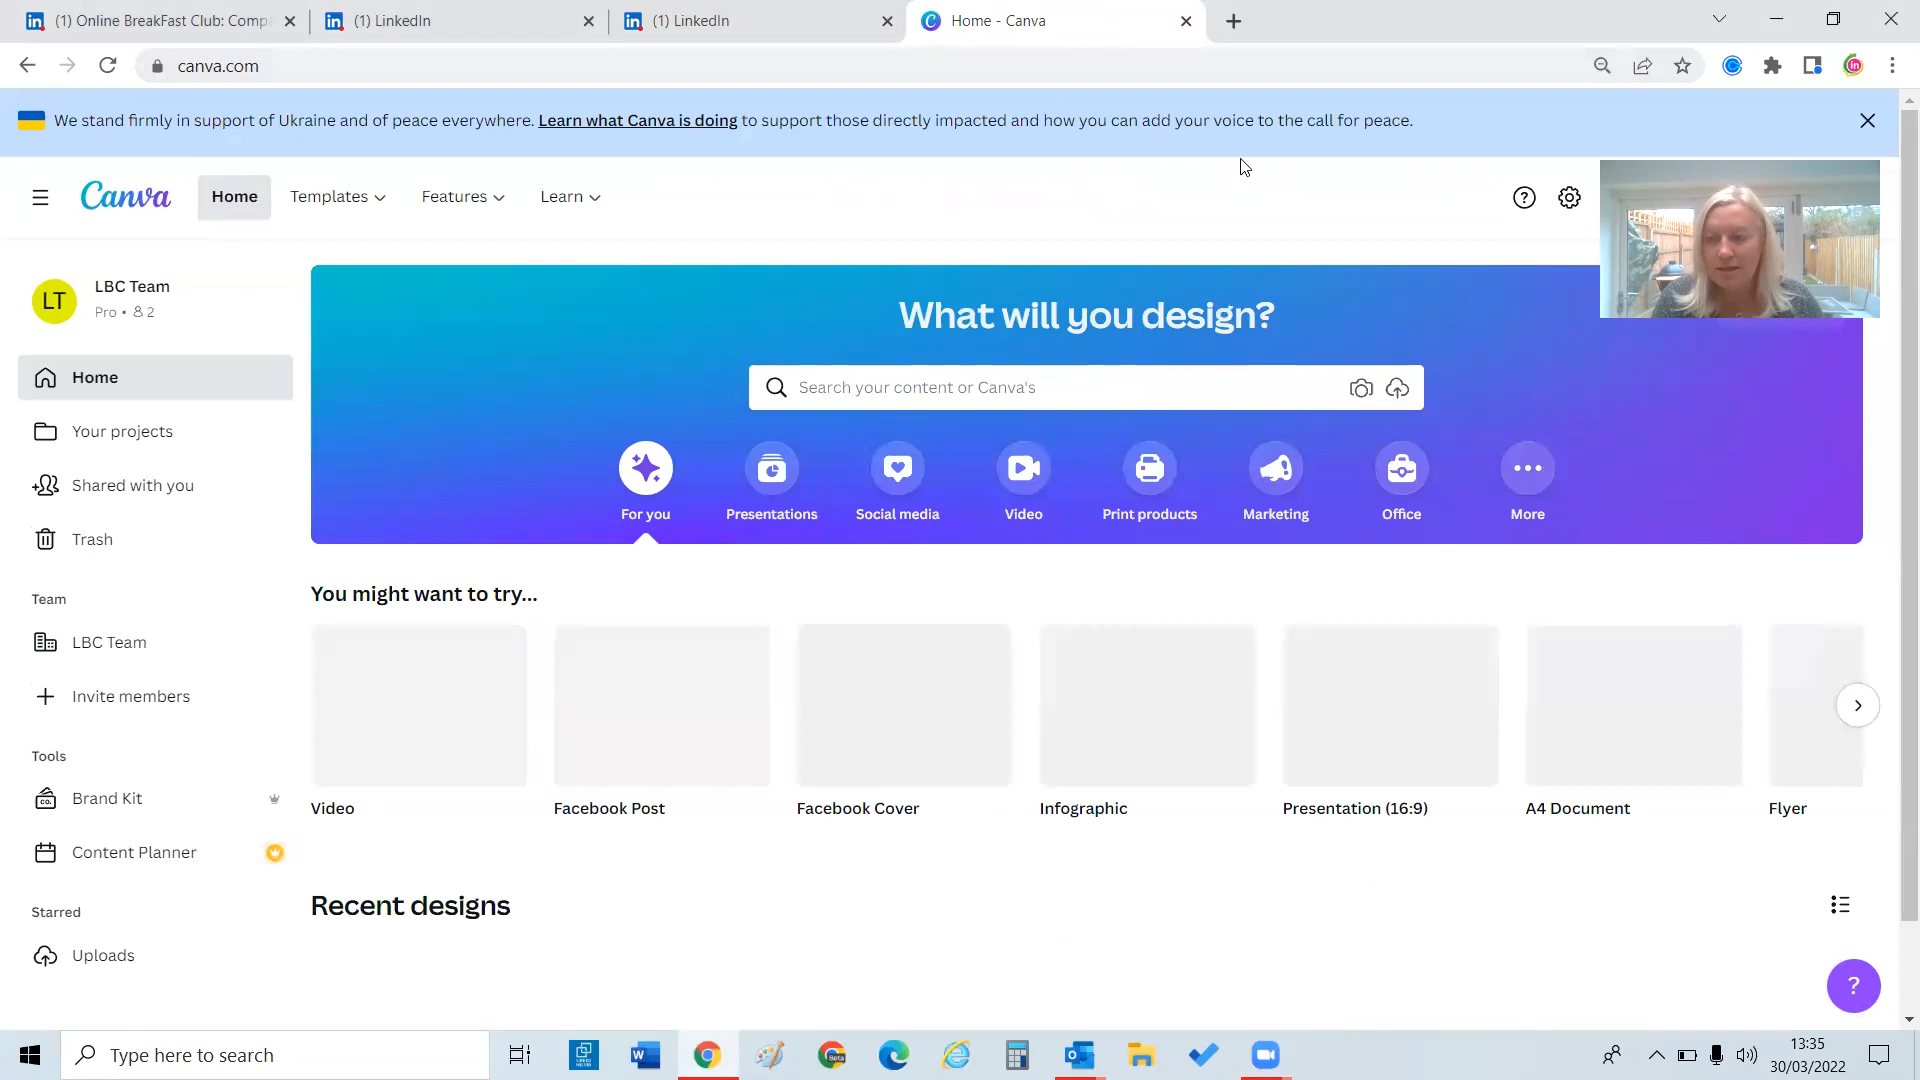 (1) Online BreakFast Club: Comp
(1) LinkedIn
(1) LinkedIn
Home - Canva
canva.com
We stand firmly in support of Ukraine and of peace everywhere. Learn what Canva is doing to support those directly impacted and how you can add your voice to the call for peace.
Canva
Home
Templates
Features
Learn
LT
LBC Team
Pro • 2
Home
Your projects
Shared with you
Trash
Team
LBC Team
Invite members
Tools
CO.
Brand Kit
Content Planner
Starred
Uploads
What will you design?
Search your content or Canva's
For you
Presentations
Social media
Video
Print products
Marketing
Office
More
You might want to try...
Video
Facebook Post
Facebook Cover
Infographic
Presentation (16:9)
A4 Document
Flyer
Recent designs
?
Type here to search
Beta
13:35
30/03/2022